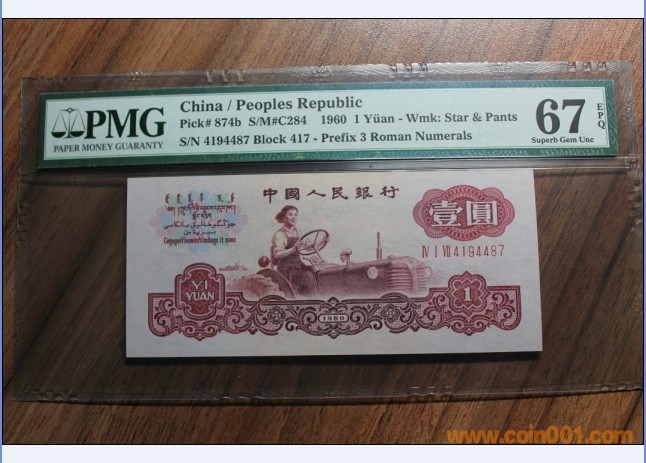 PMG
PAPER MONEY GUARANTY
China / Peoples Republic
Pick# 874b S/M#C284 1960 1 Yüan - Wmk: Star & Pants
S/N 4194487 Block 417 - Prefix 3 Roman Numerals
67
EPQ
Superb Gem Unc
中國人民銀行
壹圓
Ⅳ Ⅰ Ⅶ 4194487
YI
YUAN
1
1960
www.coin001.com